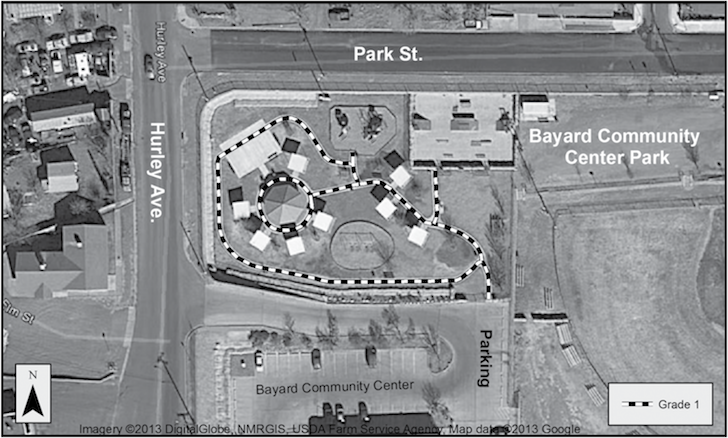 Park St.
Hurley Ave
Hurley Ave.
Bayard Community
Center Park
Sim St
Parking
Bayard Community Center
N
Grade 1
Imagery ©2013 DigitalGlobe, NMRGIS, USDA Farm Service Agency, Map data ©2013 Google